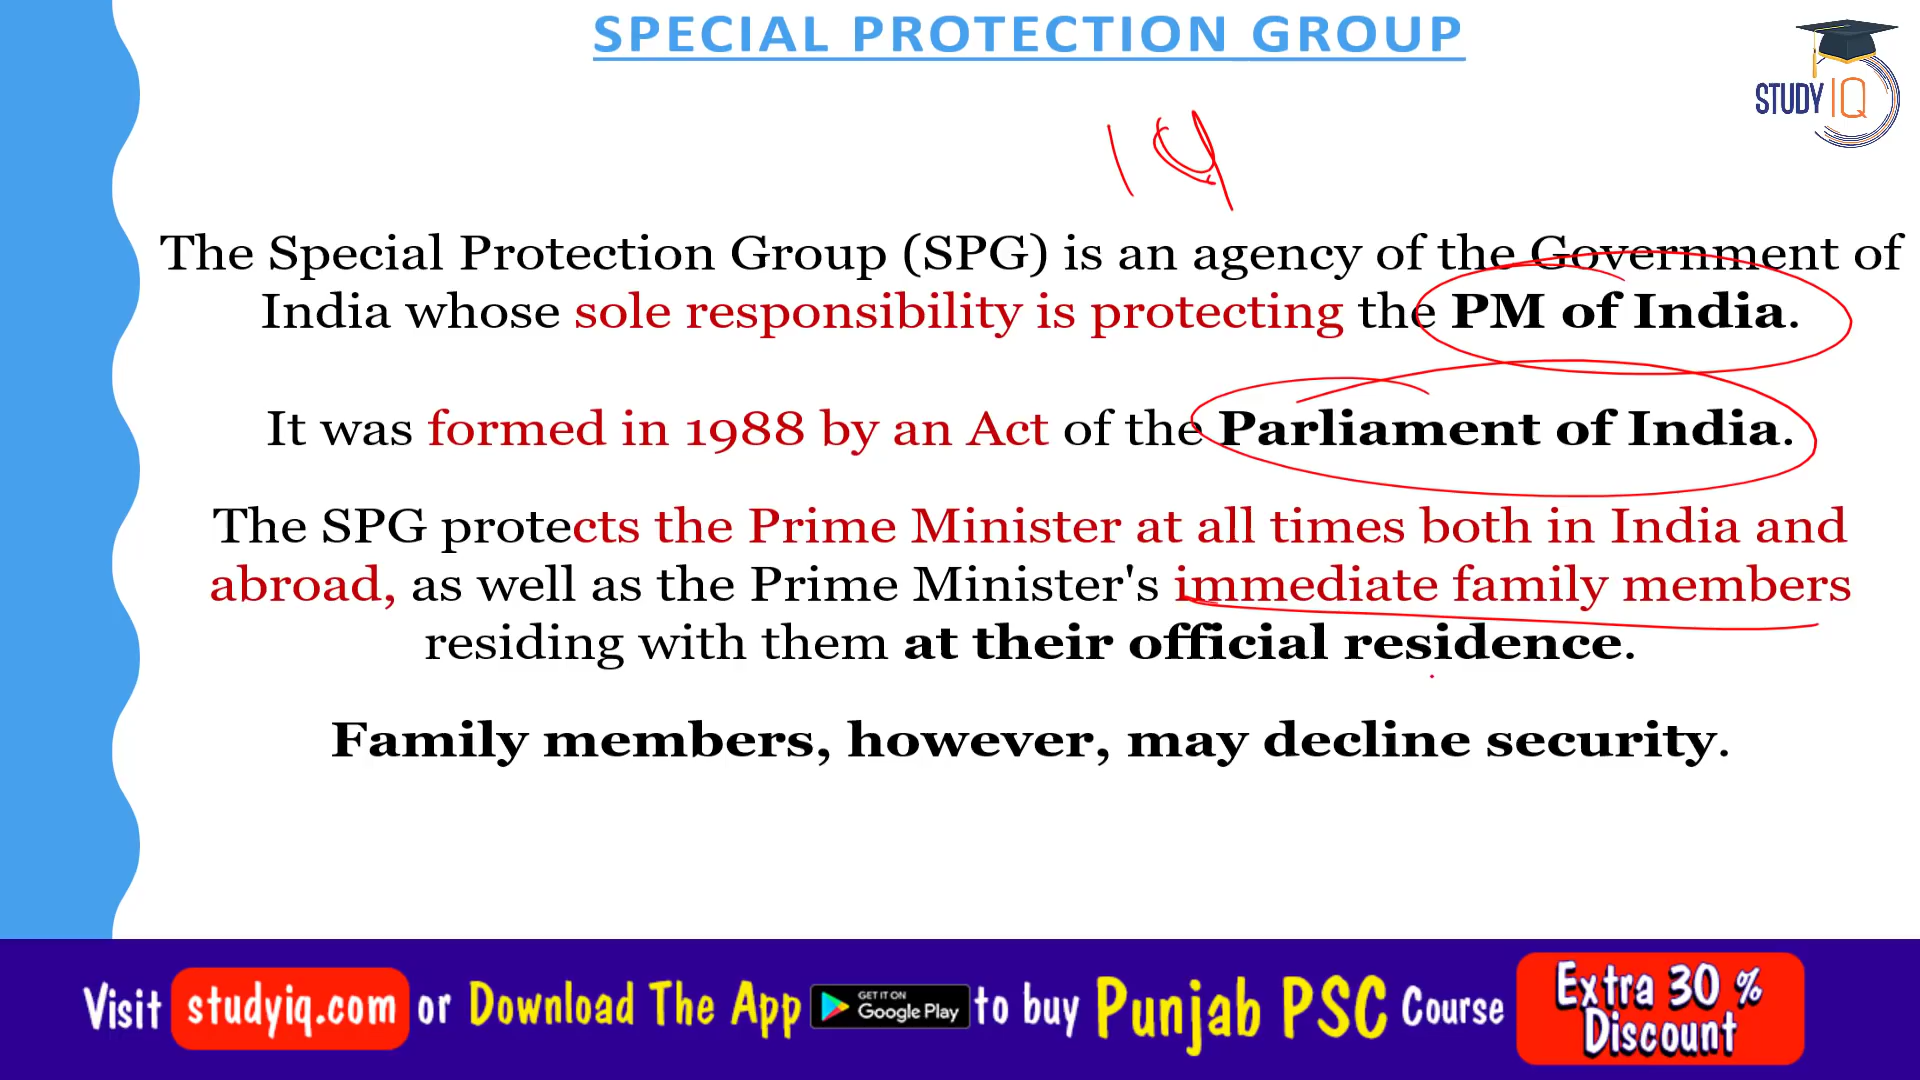 SPECIAL PROTECTION GROUP
STUDY IQ
The Special Protection Group (SPG) is an agency of the Government of
India whose sole responsibility is protecting the PM of India.
It was formed in 1988 by an Act of the Parliament of India.
The SPG protects the Prime Minister at all times both in India and
abroad, as well as the Prime Minister's immediate family members
residing with them at their official residence.
Family members, however, may decline security.
Visit studyiq.com or Download The App GET IT ON Google Play to buy Punjab PSC Course Extra 30 % Discount